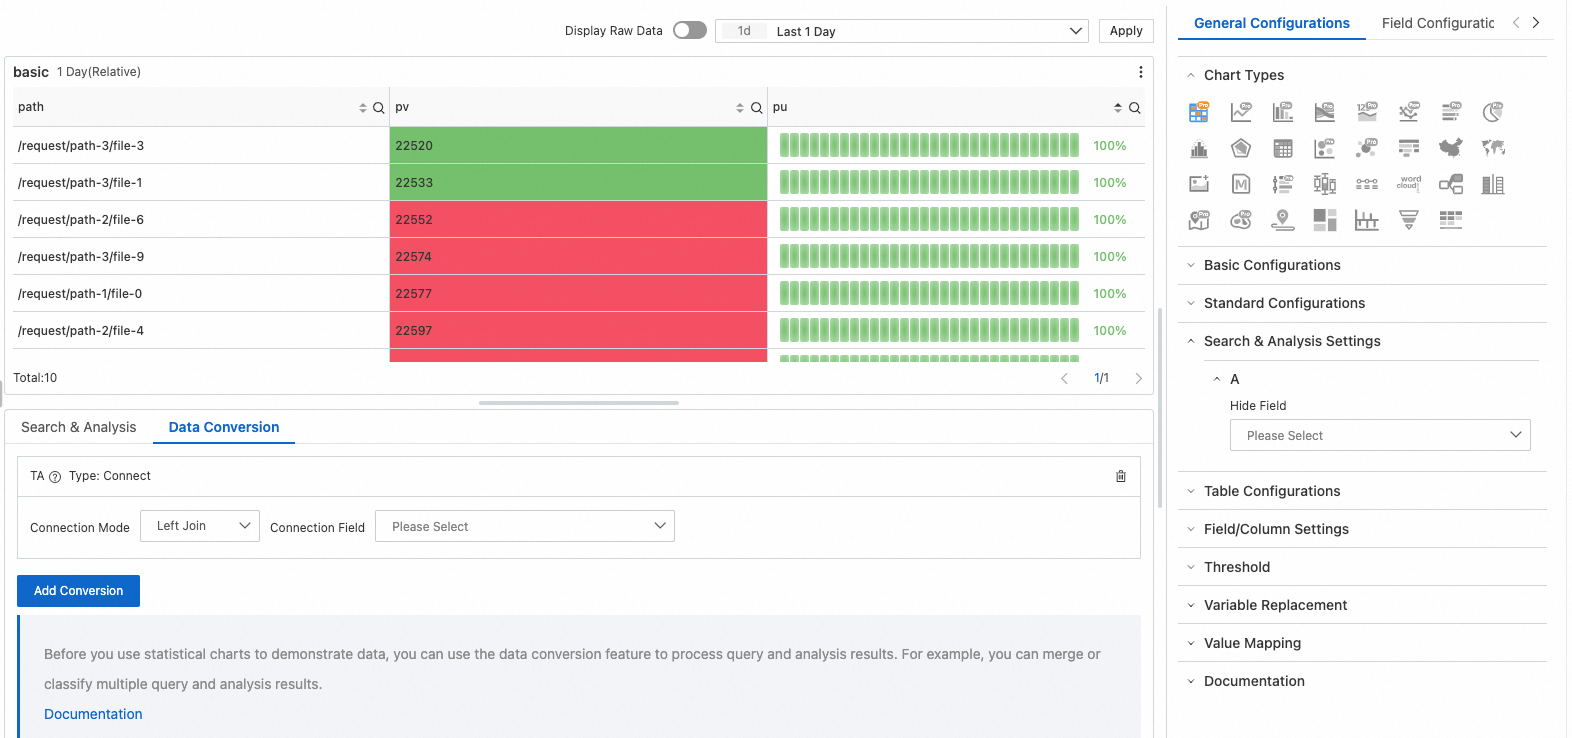 Display Raw Data 1d Last 1 Day Apply
General Configurations Field Configuratic
basic 1 Day(Relative)
path pv pu
/request/path-3/file-3 22520 100%
/request/path-3/file-1 22533 100%
/request/path-2/file-6 22552 100%
/request/path-3/file-9 22574 100%
/request/path-1/file-0 22577 100%
/request/path-2/file-4 22597 100%
Total:10 1/1
Search & Analysis Data Conversion
TA Type: Connect
Connection Mode Left Join Connection Field Please Select
Add Conversion
Before you use statistical charts to demonstrate data, you can use the data conversion feature to process query and analysis results. For example, you can merge or
classify multiple query and analysis results.
Documentation
Chart Types
word
cloud
Basic Configurations
Standard Configurations
Search & Analysis Settings
A
Hide Field
Please Select
Table Configurations
Field/Column Settings
Threshold
Variable Replacement
Value Mapping
Documentation